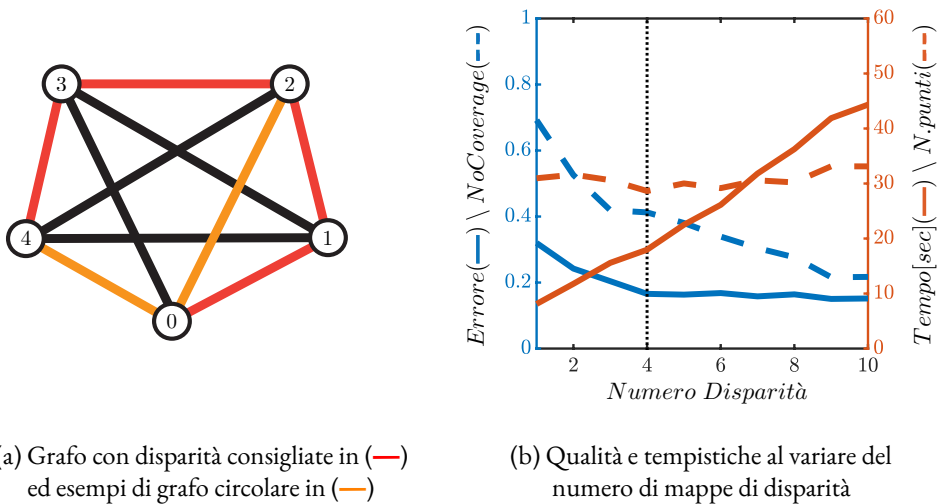 3
2
4
1
0
(a) Grafo con disparità consigliate in (—)
ed esempi di grafo circolare in (—)
Errore(—) \ NoCoverage(--)
1
0.8
0.6
0.4
0.2
0
60
50
40
30
20
10
0
Tempo[sec](—) \ N.punti(--)
2 4 6 8 10
Numero Disparità
(b) Qualità e tempistiche al variare del
numero di mappe di disparità